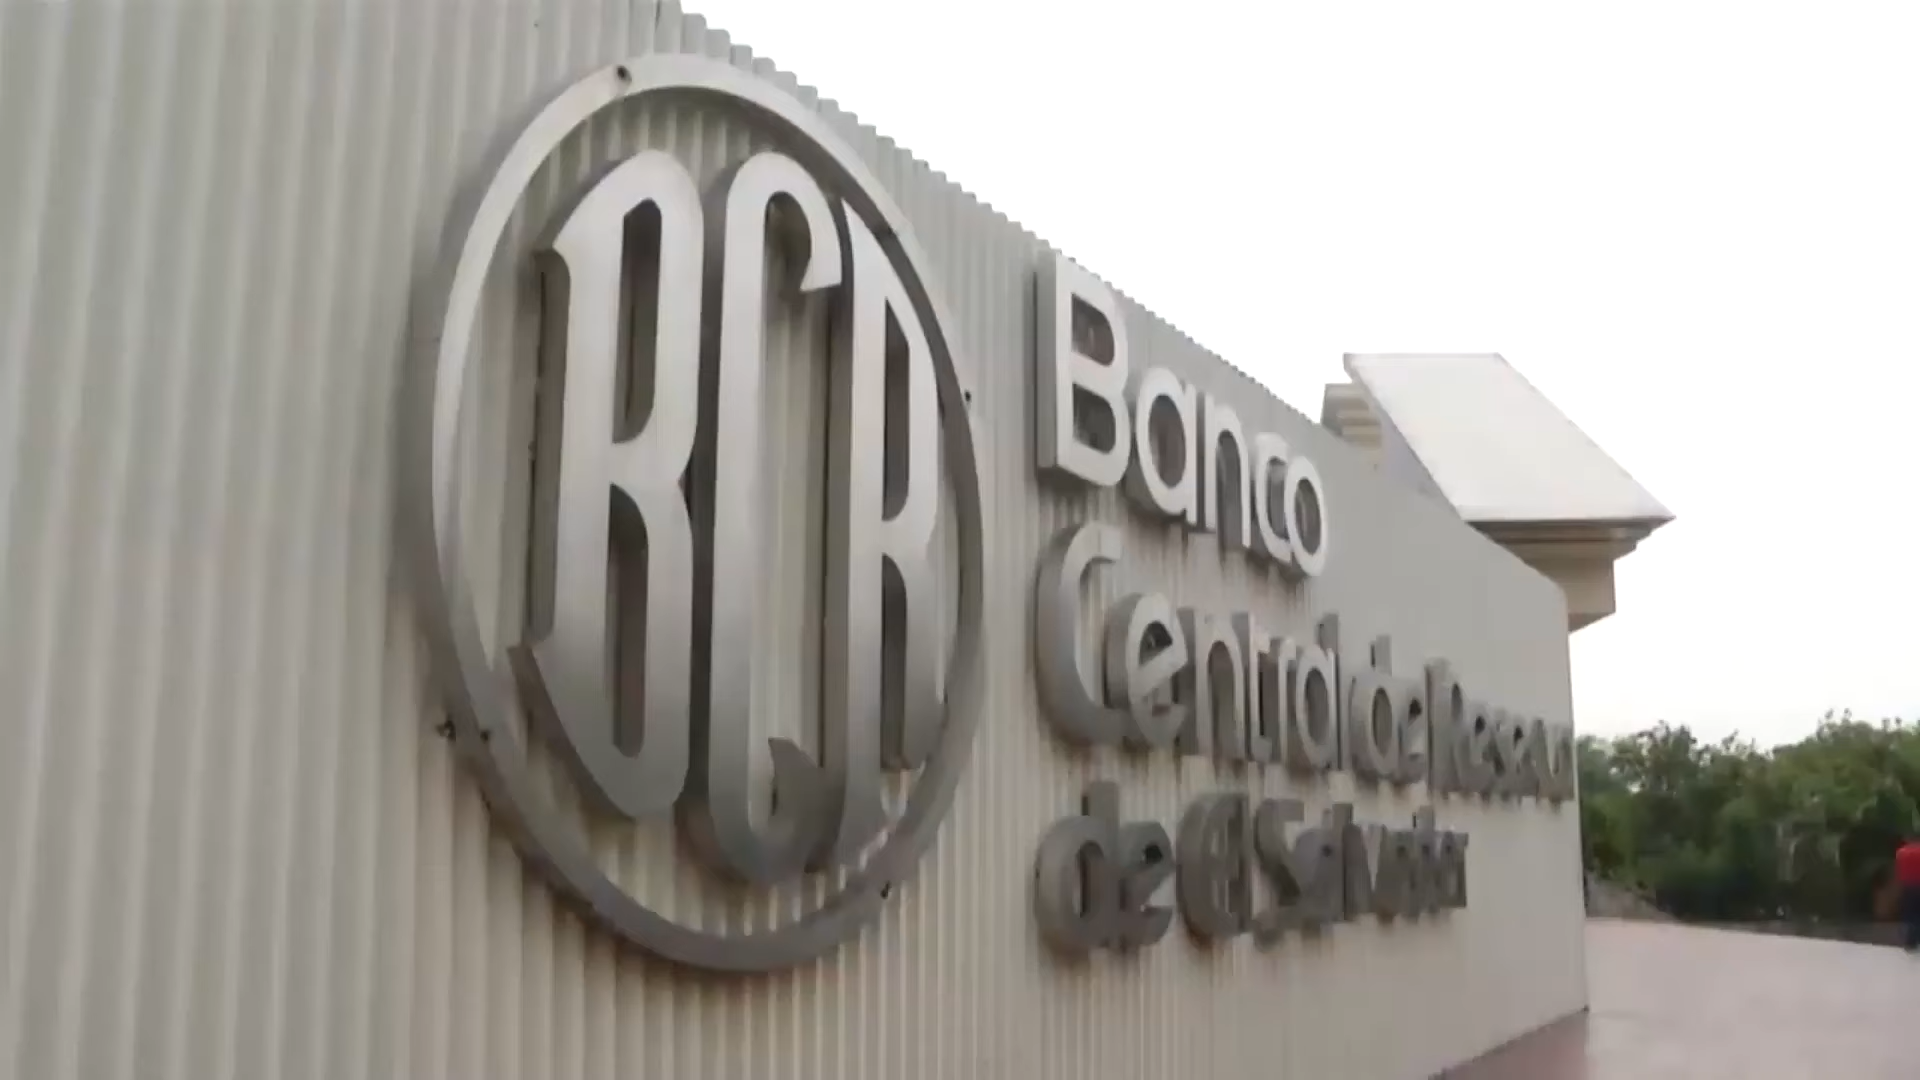 BCR
Banco
Central de Reserva
de El Salvador